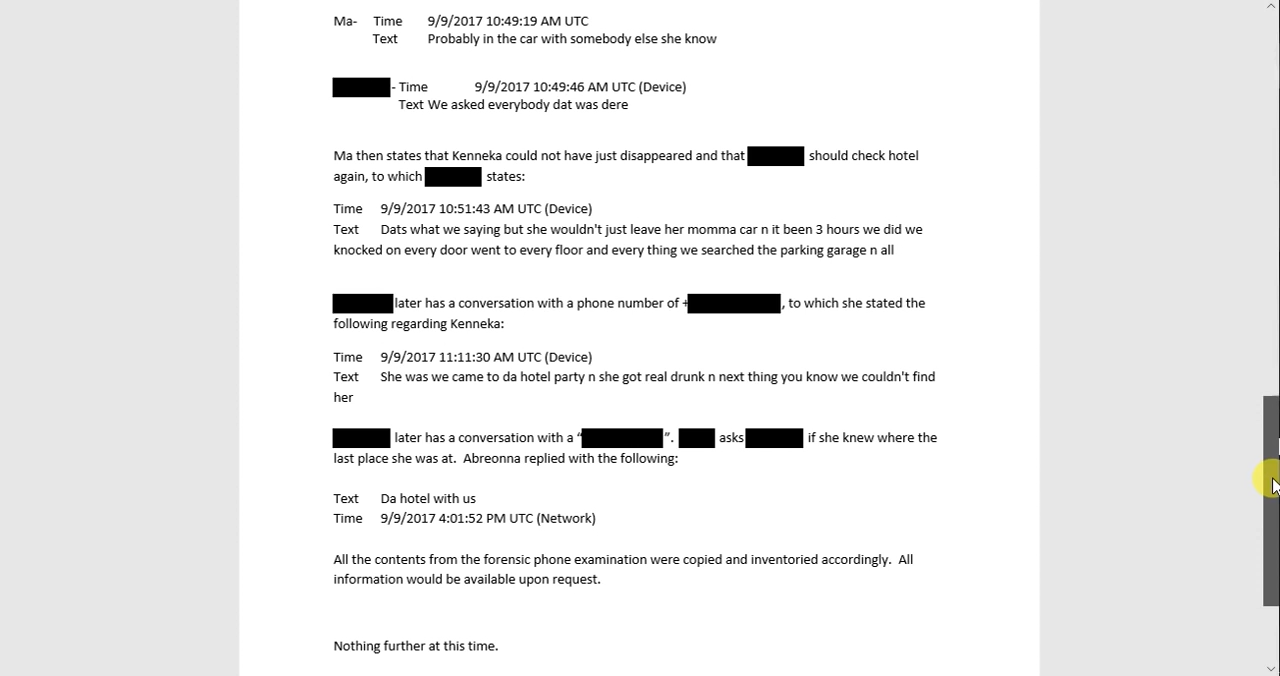 Ma- Time 9/9/2017 10:49:19 AM UTC
Text Probably in the car with somebody else she know
- Time 9/9/2017 10:49:46 AM UTC (Device)
Text We asked everybody dat was dere
Ma then states that Kenneka could not have just disappeared and that should check hotel
again, to which states:
Time 9/9/2017 10:51:43 AM UTC (Device)
Text Dats what we saying but she wouldn't just leave her momma car n it been 3 hours we did we
knocked on every door went to every floor and every thing we searched the parking garage n all
later has a conversation with a phone number of + , to which she stated the
following regarding Kenneka:
Time 9/9/2017 11:11:30 AM UTC (Device)
Text She was we came to da hotel party n she got real drunk n next thing you know we couldn't find
her
later has a conversation with a “ ”. asks if she knew where the
last place she was at. Abreonna replied with the following:
Text Da hotel with us
Time 9/9/2017 4:01:52 PM UTC (Network)
All the contents from the forensic phone examination were copied and inventoried accordingly. All
information would be available upon request.
Nothing further at this time.